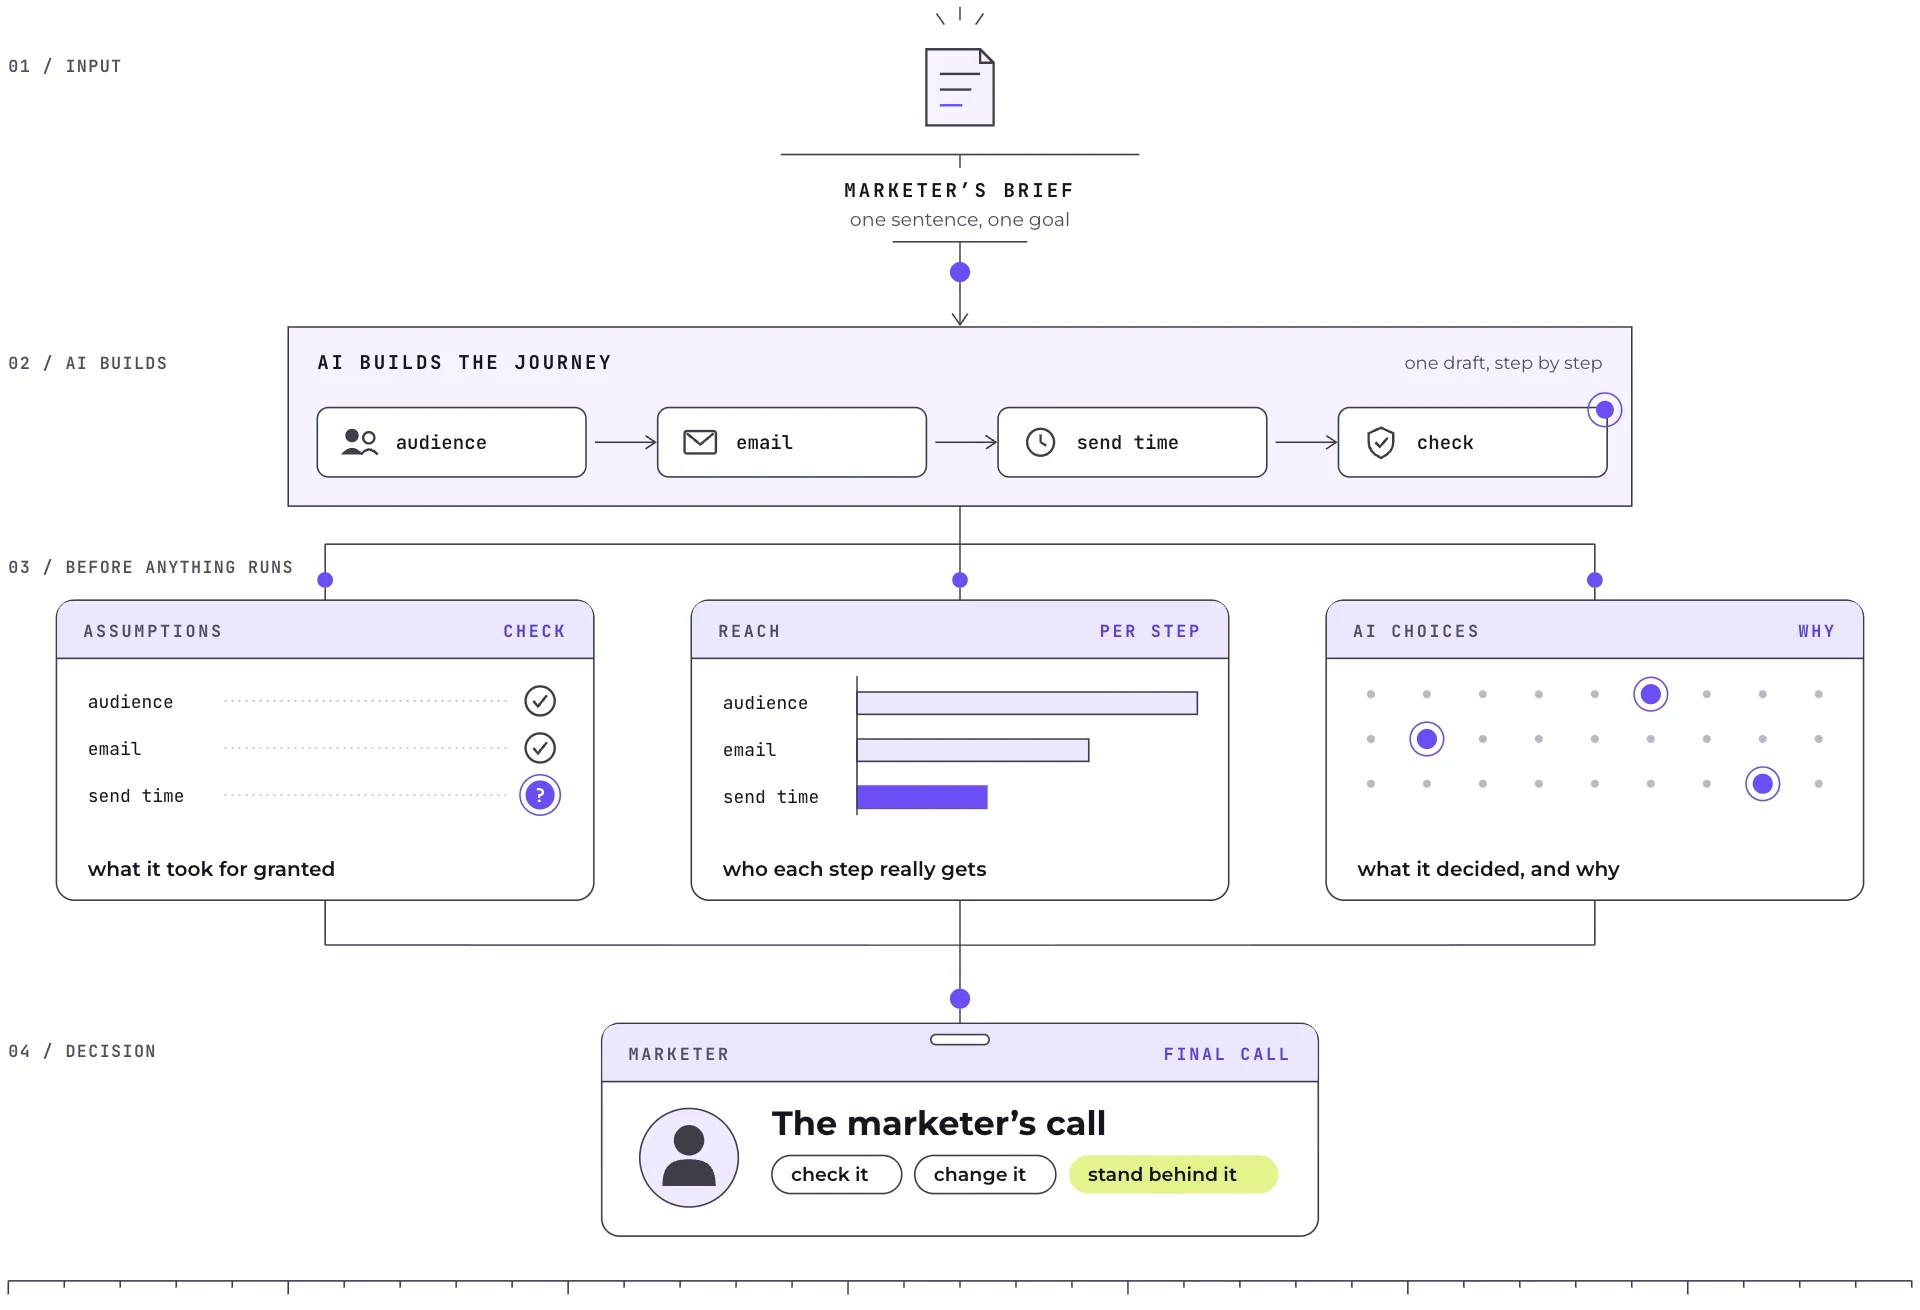 01 / INPUT
MARKETER’S BRIEF
one sentence, one goal
02 / AI BUILDS
AI BUILDS THE JOURNEY
one draft, step by step
audience
email
send time
check
03 / BEFORE ANYTHING RUNS
ASSUMPTIONS
CHECK
audience
email
send time
?
what it took for granted
REACH
PER STEP
audience
email
send time
who each step really gets
AI CHOICES
WHY
what it decided, and why
04 / DECISION
MARKETER
FINAL CALL
The marketer’s call
check it
change it
stand behind it